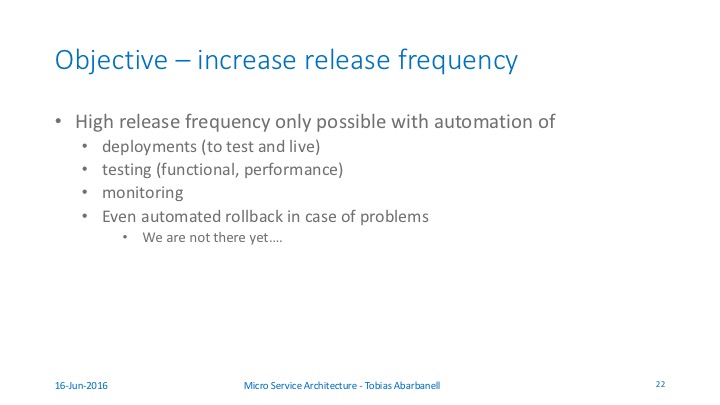 Objective – increase release frequency
• High release frequency only possible with automation of
• deployments (to test and live)
• testing (functional, performance)
• monitoring
• Even automated rollback in case of problems
• We are not there yet….
16-Jun-2016
Micro Service Architecture - Tobias Abarbanell
22